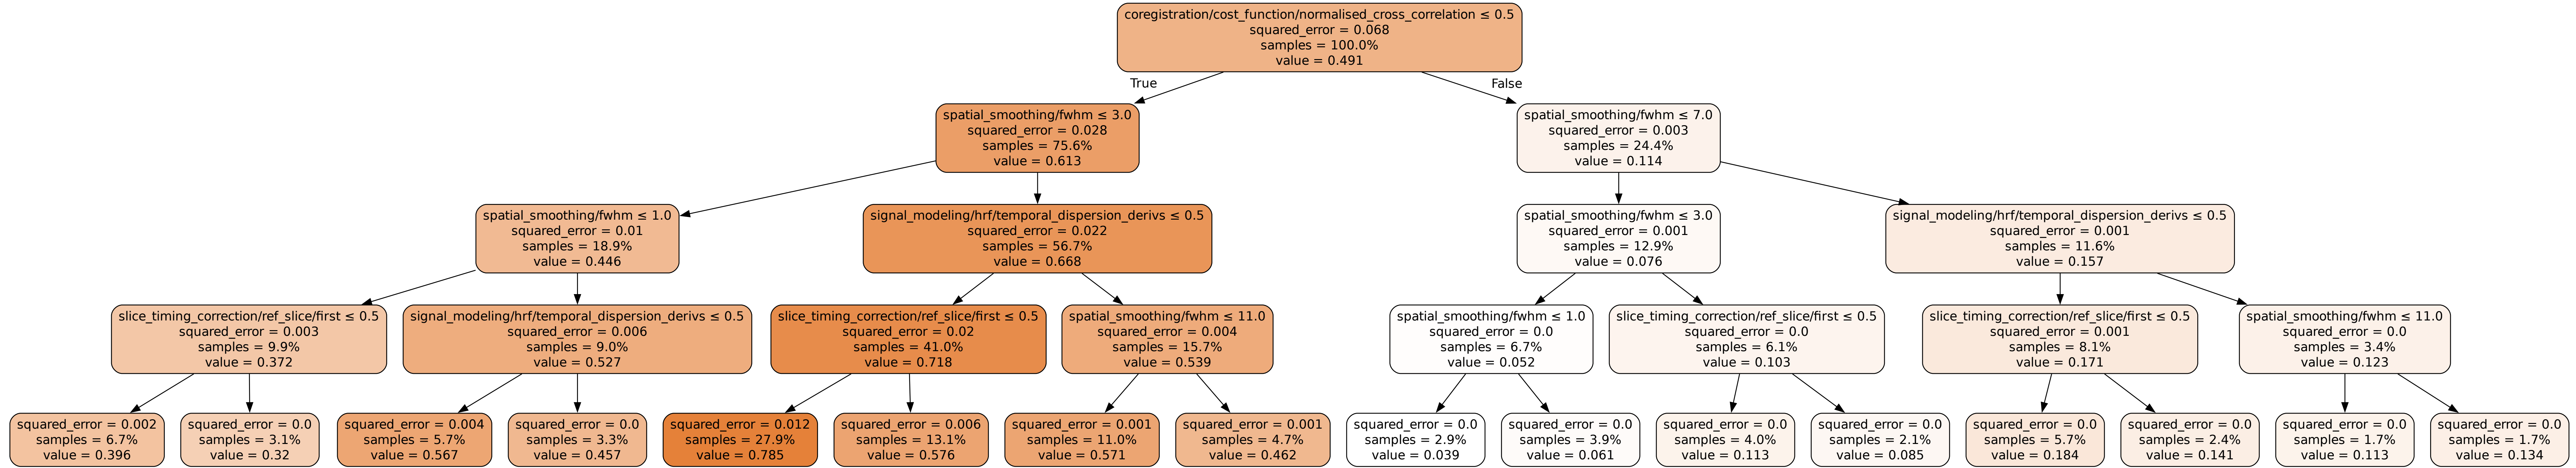 coregistration/cost_function/normalised_cross_correlation ≤ 0.5
squared_error = 0.068
samples = 100.0%
value = 0.491
True
False
spatial_smoothing/fwhm ≤ 3.0
squared_error = 0.028
samples = 75.6%
value = 0.613
spatial_smoothing/fwhm ≤ 7.0
squared_error = 0.003
samples = 24.4%
value = 0.114
spatial_smoothing/fwhm ≤ 1.0
squared_error = 0.01
samples = 18.9%
value = 0.446
signal_modeling/hrf/temporal_dispersion_derivs ≤ 0.5
squared_error = 0.022
samples = 56.7%
value = 0.668
spatial_smoothing/fwhm ≤ 3.0
squared_error = 0.001
samples = 12.9%
value = 0.076
signal_modeling/hrf/temporal_dispersion_derivs ≤ 0.5
squared_error = 0.001
samples = 11.6%
value = 0.157
slice_timing_correction/ref_slice/first ≤ 0.5
squared_error = 0.003
samples = 9.9%
value = 0.372
signal_modeling/hrf/temporal_dispersion_derivs ≤ 0.5
squared_error = 0.006
samples = 9.0%
value = 0.527
slice_timing_correction/ref_slice/first ≤ 0.5
squared_error = 0.02
samples = 41.0%
value = 0.718
spatial_smoothing/fwhm ≤ 11.0
squared_error = 0.004
samples = 15.7%
value = 0.539
spatial_smoothing/fwhm ≤ 1.0
squared_error = 0.0
samples = 6.7%
value = 0.052
slice_timing_correction/ref_slice/first ≤ 0.5
squared_error = 0.0
samples = 6.1%
value = 0.103
slice_timing_correction/ref_slice/first ≤ 0.5
squared_error = 0.001
samples = 8.1%
value = 0.171
spatial_smoothing/fwhm ≤ 11.0
squared_error = 0.0
samples = 3.4%
value = 0.123
squared_error = 0.002
samples = 6.7%
value = 0.396
squared_error = 0.0
samples = 3.1%
value = 0.32
squared_error = 0.004
samples = 5.7%
value = 0.567
squared_error = 0.0
samples = 3.3%
value = 0.457
squared_error = 0.012
samples = 27.9%
value = 0.785
squared_error = 0.006
samples = 13.1%
value = 0.576
squared_error = 0.001
samples = 11.0%
value = 0.571
squared_error = 0.001
samples = 4.7%
value = 0.462
squared_error = 0.0
samples = 2.9%
value = 0.039
squared_error = 0.0
samples = 3.9%
value = 0.061
squared_error = 0.0
samples = 4.0%
value = 0.113
squared_error = 0.0
samples = 2.1%
value = 0.085
squared_error = 0.0
samples = 5.7%
value = 0.184
squared_error = 0.0
samples = 2.4%
value = 0.141
squared_error = 0.0
samples = 1.7%
value = 0.113
squared_error = 0.0
samples = 1.7%
value = 0.134